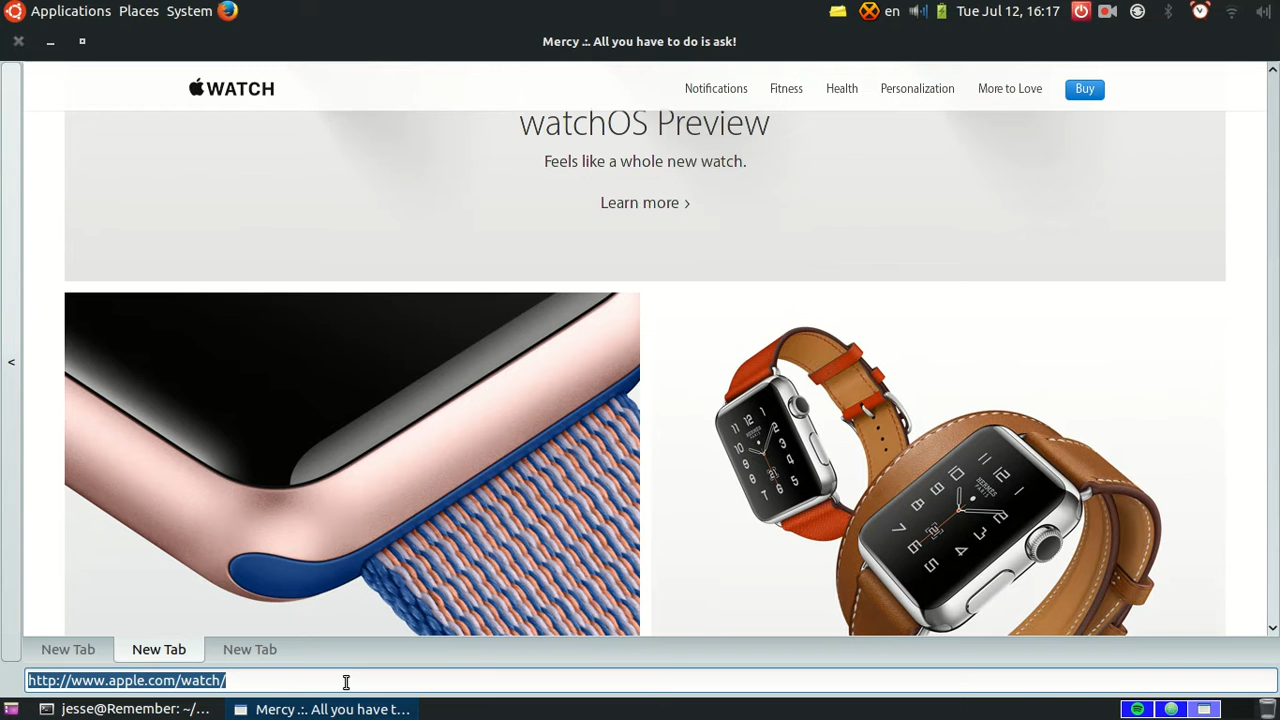 Applications Places System en Tue Jul 12, 16:17
Mercy .:. All you have to do is ask!
WATCH Notifications Fitness Health Personalization More to Love Buy
watchOS Preview
Feels like a whole new watch.
Learn more >
<
New Tab New Tab New Tab
http://www.apple.com/watch/
jesse@Remember: ~/... Mercy .:. All you have t...